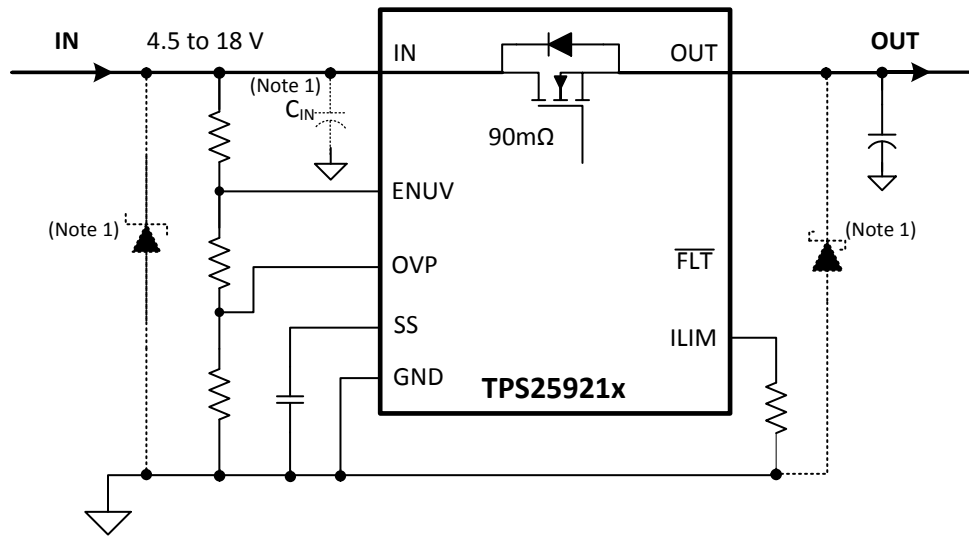 IN
4.5 to 18 V
IN
OUT
OUT
(Note 1)
C_IN
90mΩ
ENUV
(Note 1)
(Note 1)
OVP
F̅L̅T̅
SS
ILIM
GND
TPS25921x